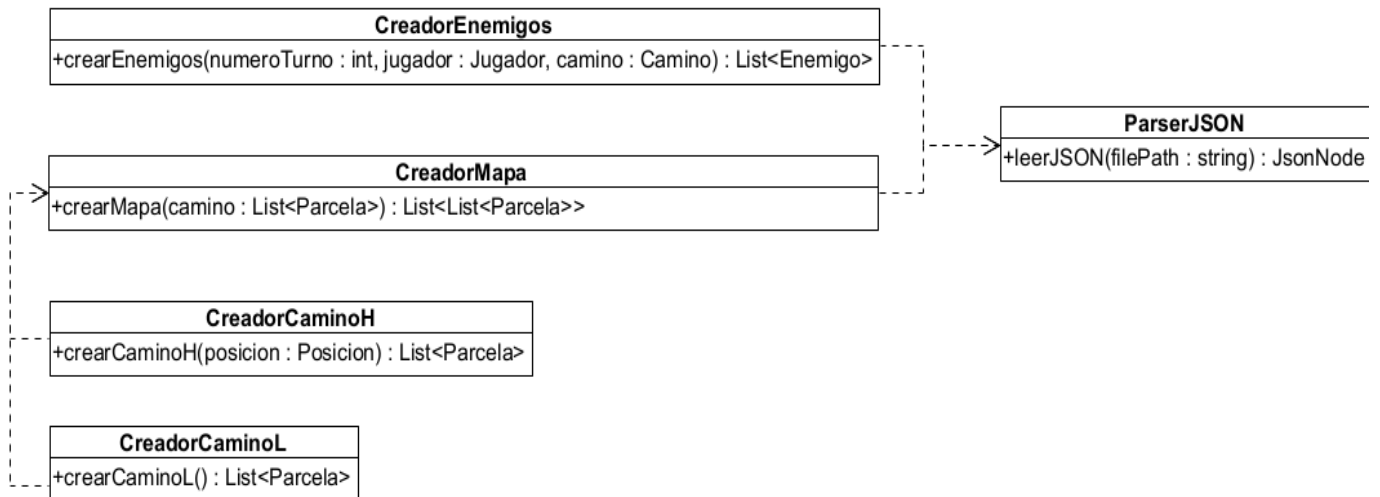 CreadorEnemigos
+crearEnemigos(numeroTurno : int, jugador : Jugador, camino : Camino) : List<Enemigo>
ParserJSON
+leerJSON(filePath : string) : JsonNode
CreadorMapa
+crearMapa(camino : List<Parcela>) : List<List<Parcela>>
CreadorCaminoH
+crearCaminoH(posicion : Posicion) : List<Parcela>
CreadorCaminoL
+crearCaminoL() : List<Parcela>